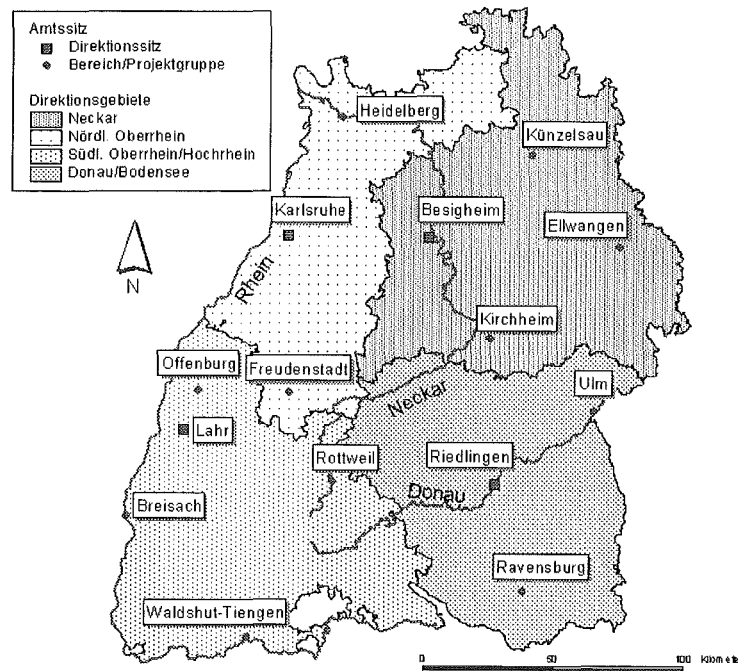 Amtssitz
Direktionssitz
Bereich/Projektgruppe
Direktionsgebiete
Neckar
Nördl. Oberrhein
Südl. Oberrhein/Hochrhein
Donau/Bodensee
Heidelberg
Künzelsau
Karlsruhe
Besigheim
Ellwangen
N
Rhein
Kirchheim
Offenburg
Freudenstadt
Neckar
Ulm
Lahr
Rottweil
Riedlingen
Donau
Breisach
Ravensburg
Waldshut-Tiengen
0 50 100